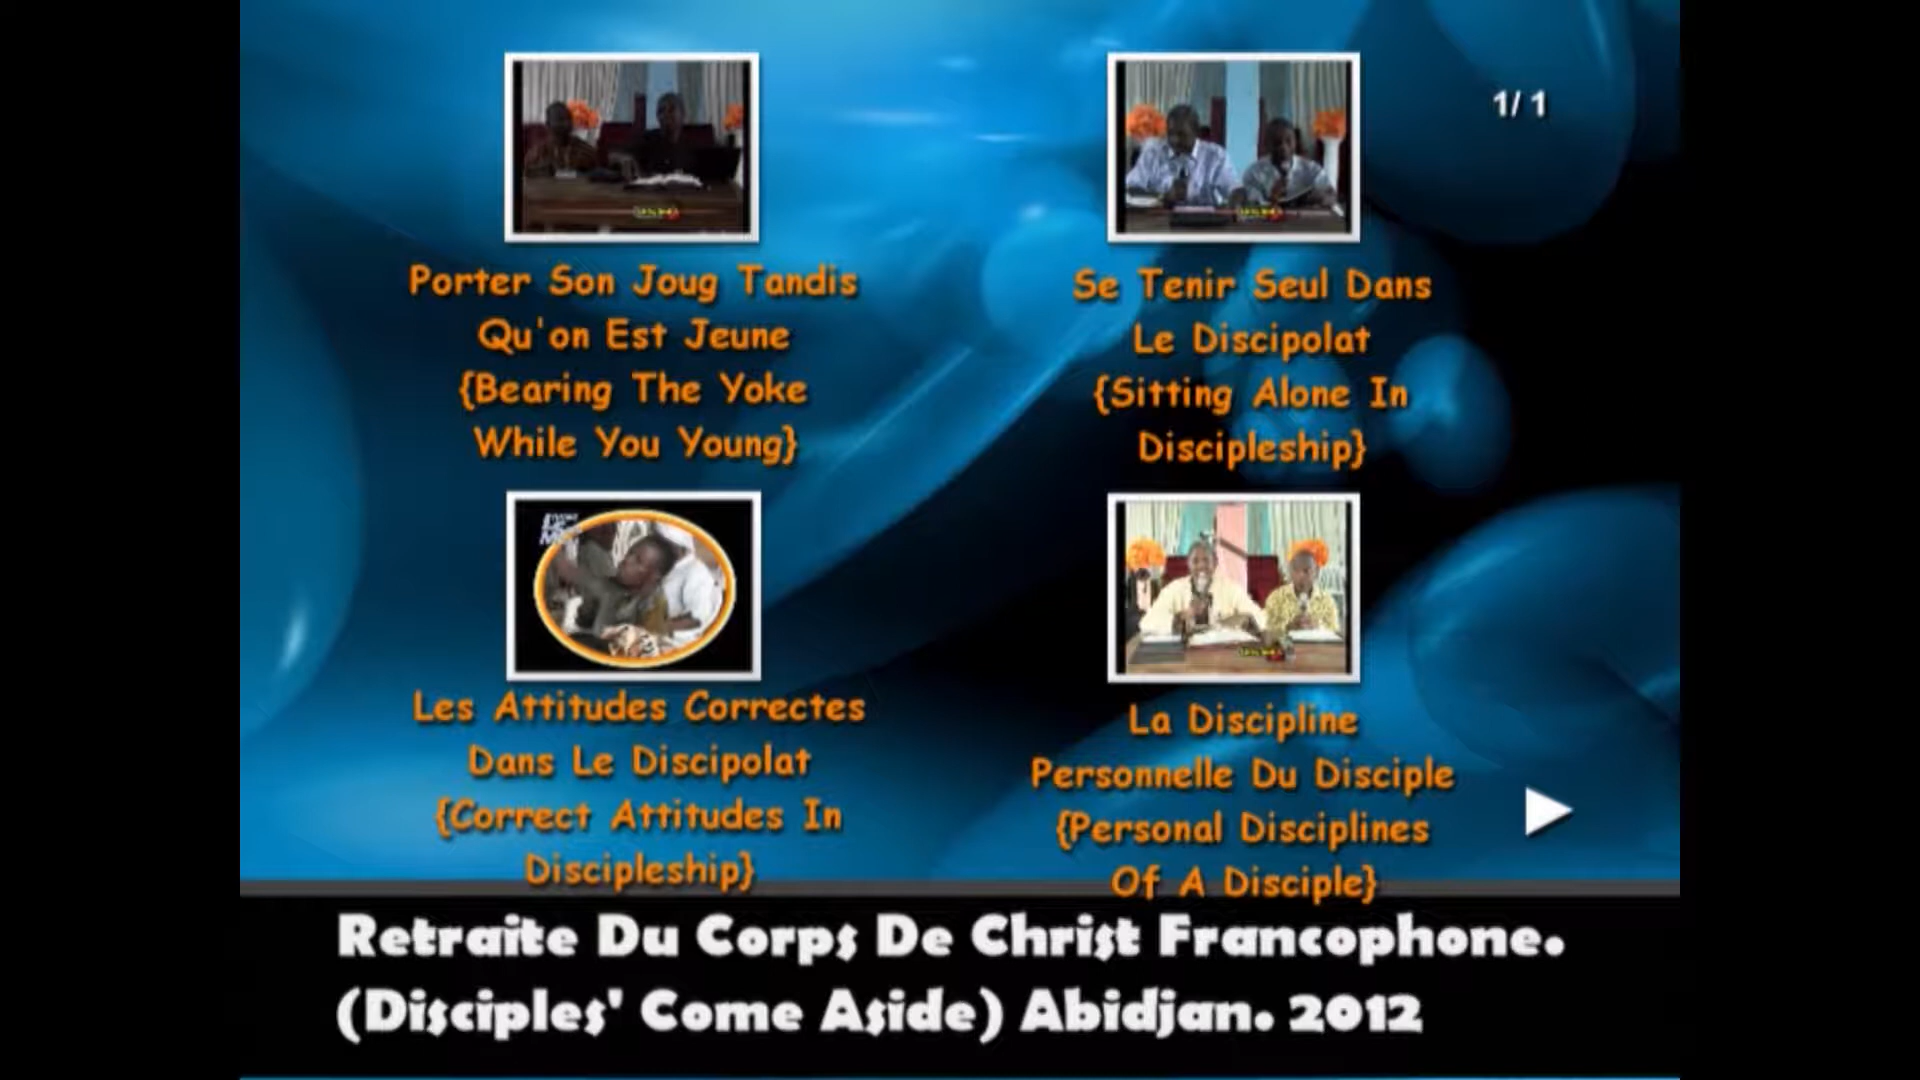 1/ 1
Porter Son Joug Tandis
Qu'on Est Jeune
{Bearing The Yoke
While You Young}
Se Tenir Seul Dans
Le Discipolat
{Sitting Alone In
Discipleship}
Les Attitudes Correctes
Dans Le Discipolat
{Correct Attitudes In
Discipleship}
La Discipline
Personnelle Du Disciple
{Personal Disciplines
Of A Disciple}
Retraite Du Corps De Christ Francophone.
(Disciples' Come Aside) Abidjan. 2012